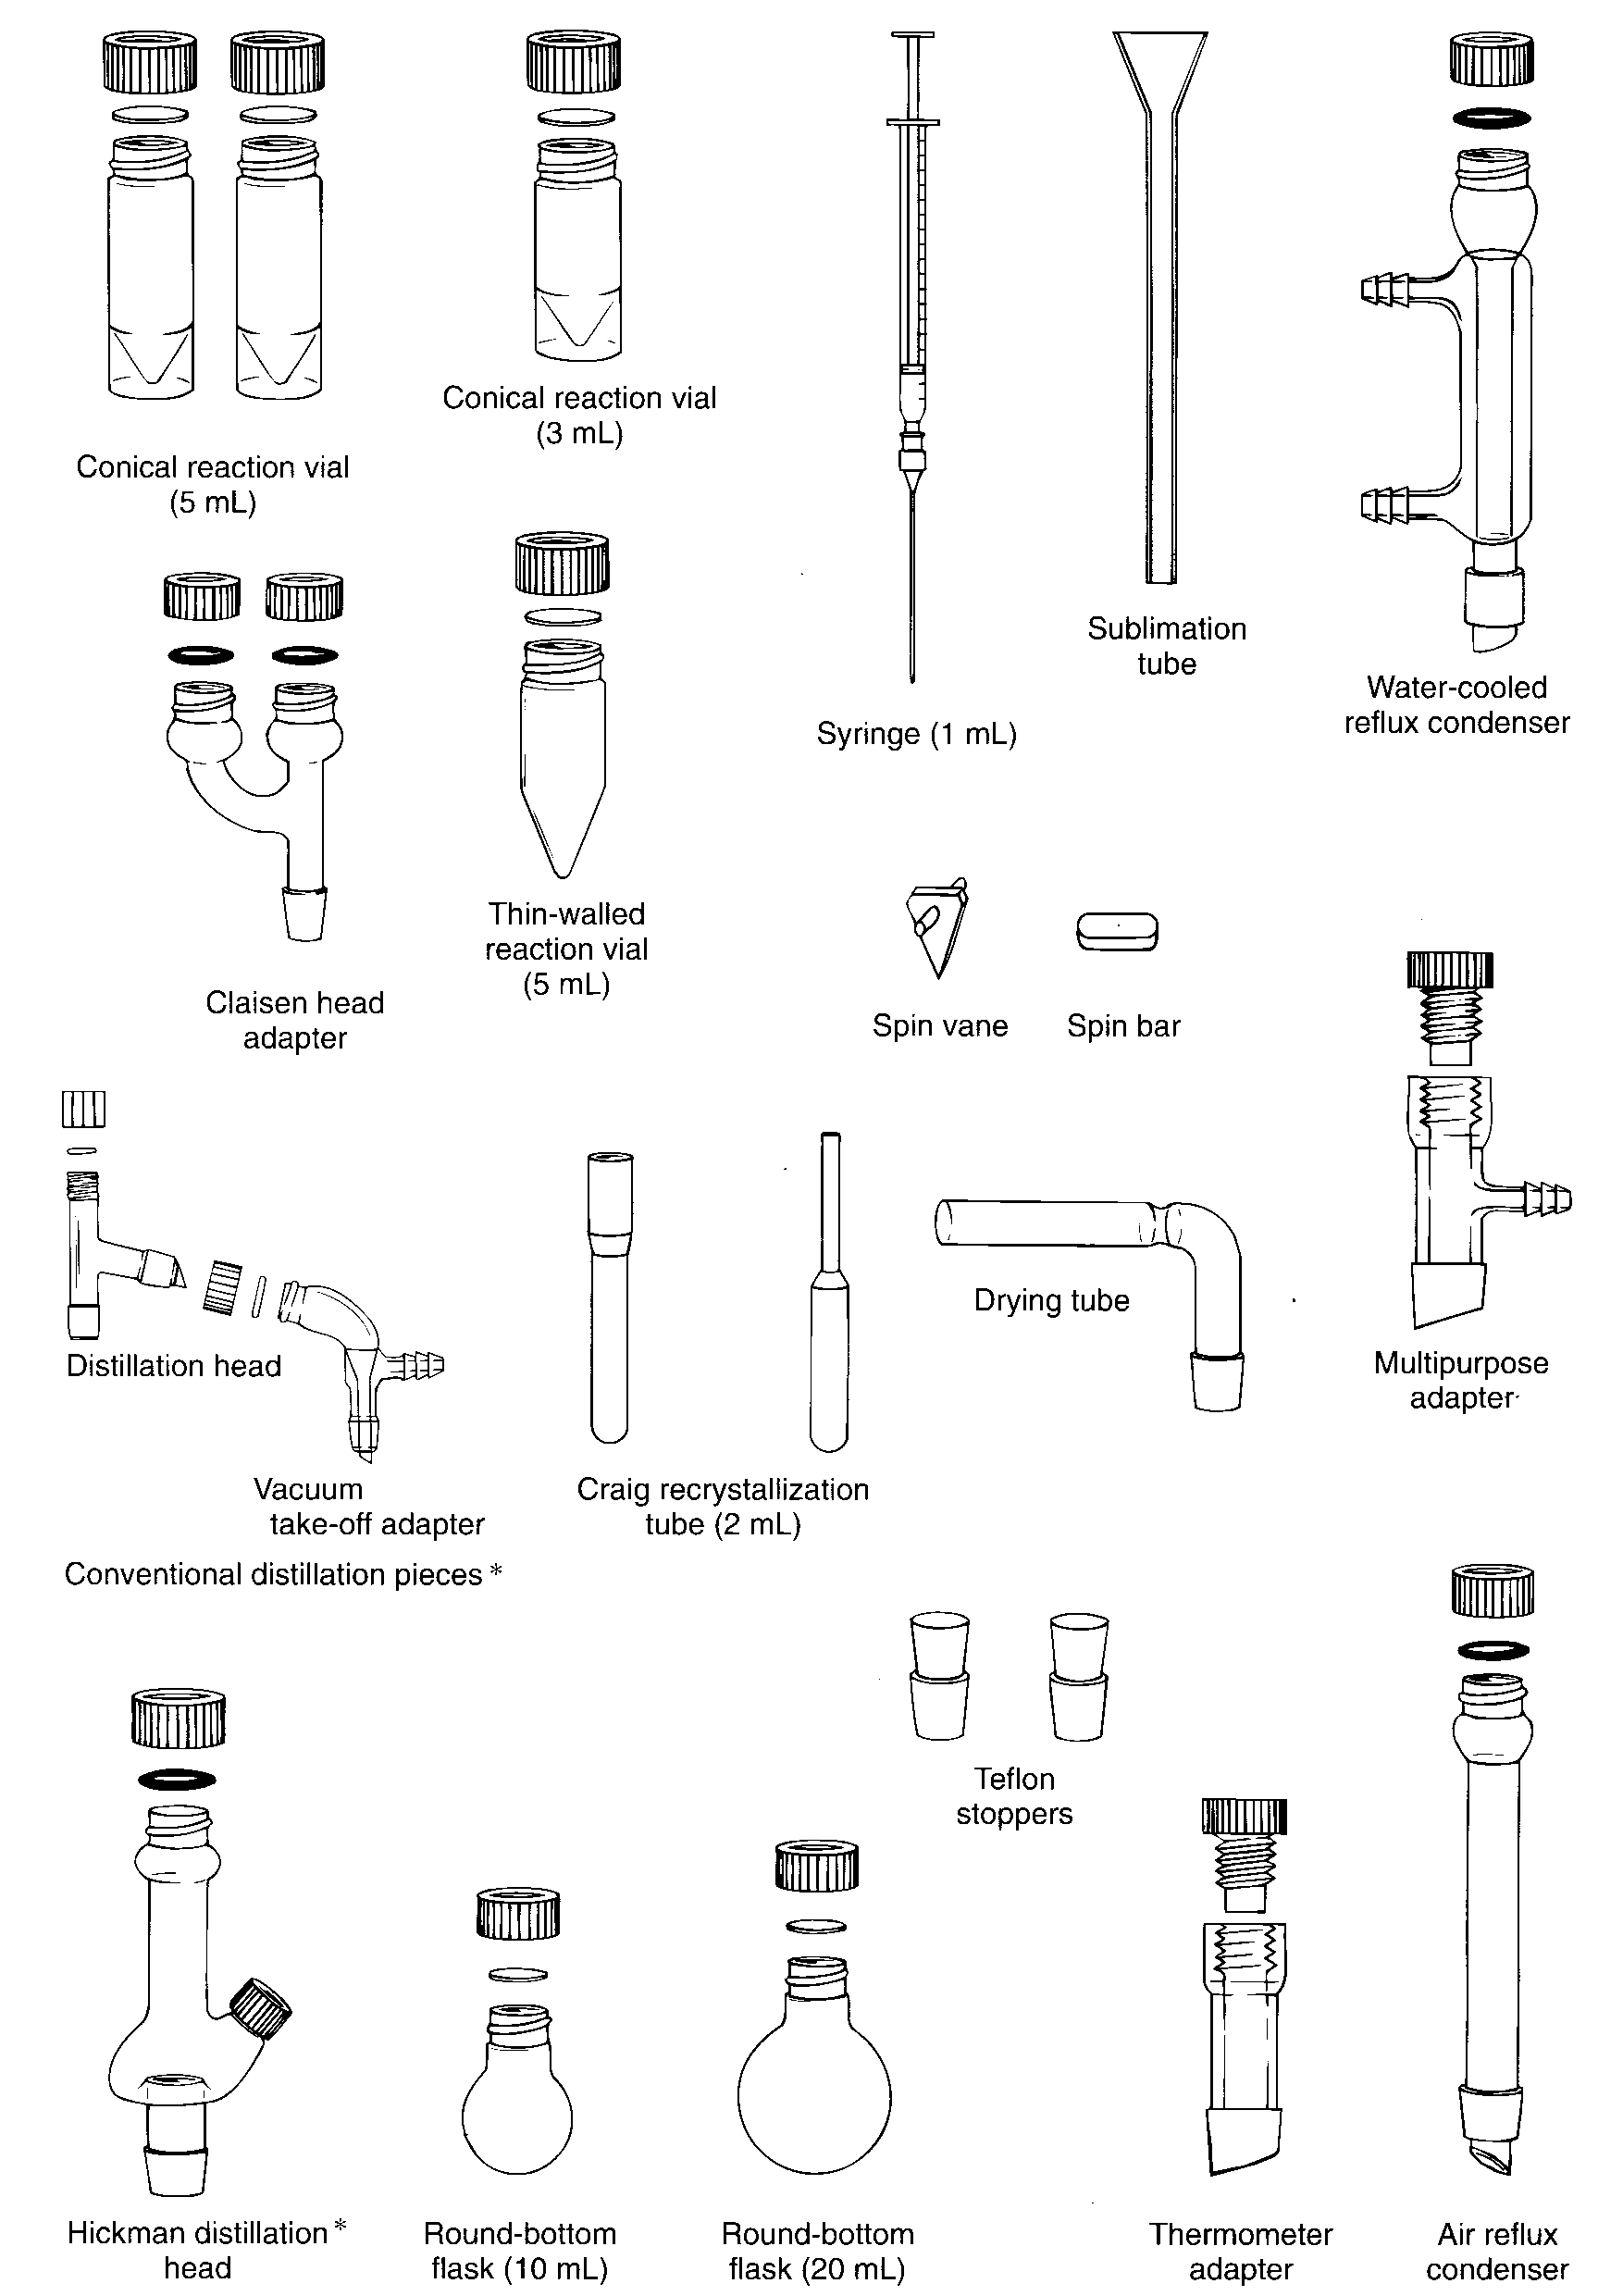 Conical reaction vial
(5 mL)
Conical reaction vial
(3 mL)
Syringe (1 mL)
Sublimation
tube
Water-cooled
reflux condenser
Claisen head
adapter
Thin-walled
reaction vial
(5 mL)
Spin vane
Spin bar
Multipurpose
adapter
Distillation head
Vacuum
take-off adapter
Conventional distillation pieces *
Craig recrystallization
tube (2 mL)
Drying tube
Teflon
stoppers
Hickman distillation *
head
Round-bottom
flask (10 mL)
Round-bottom
flask (20 mL)
Thermometer
adapter
Air reflux
condenser